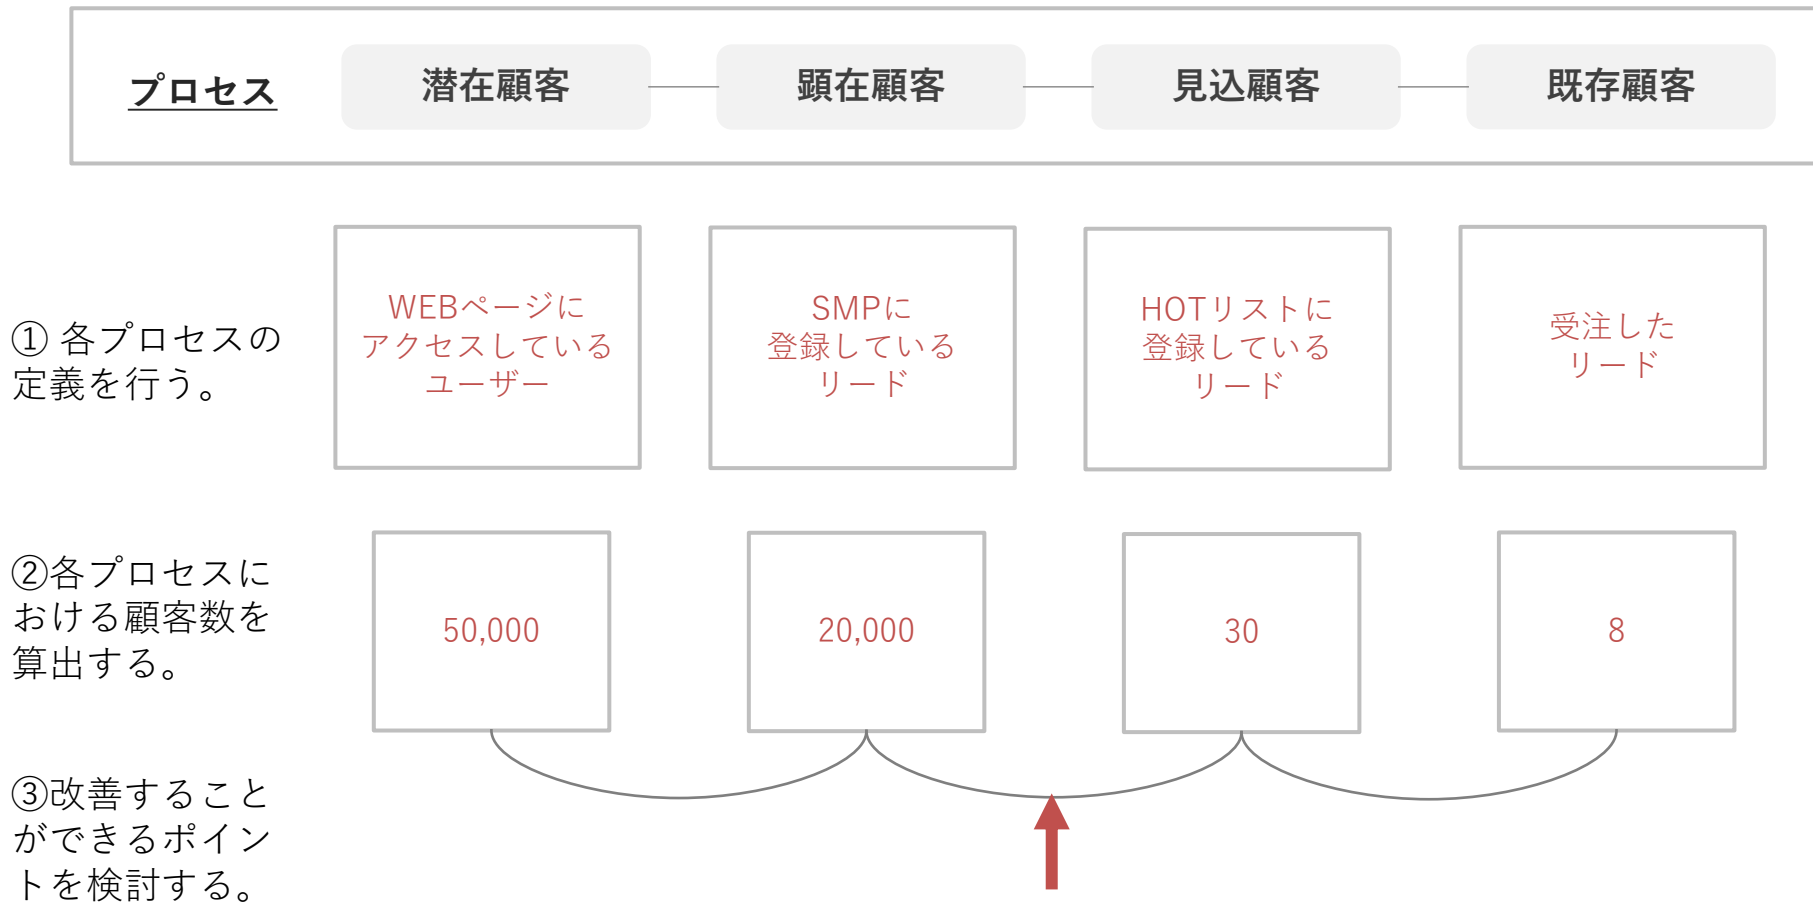 プロセス
潜在顧客
顕在顧客
見込顧客
既存顧客
① 各プロセスの
定義を行う。
WEBページに
アクセスしている
ユーザー
SMPに
登録している
リード
HOTリストに
登録している
リード
受注した
リード
②各プロセスに
おける顧客数を
算出する。
50,000
20,000
30
8
③改善すること
ができるポイン
トを検討する。